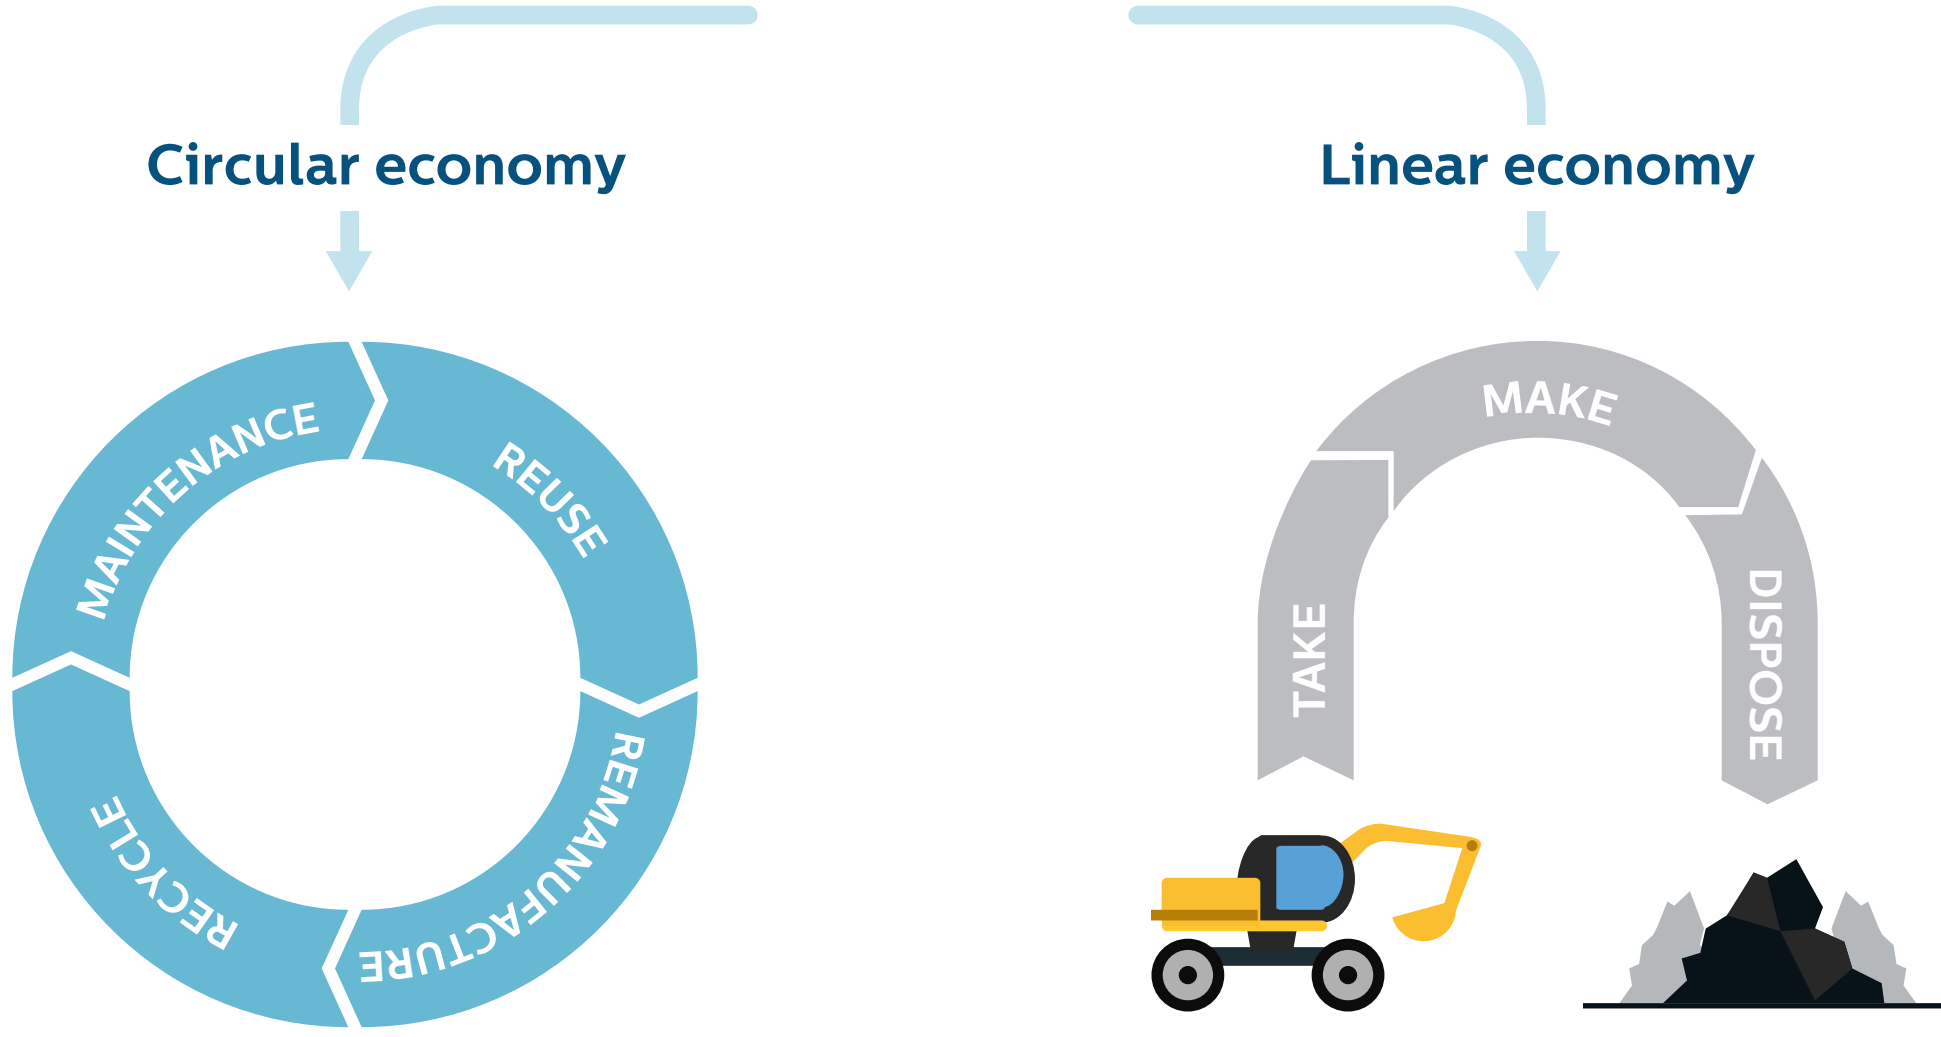 Circular economy
Linear economy
MAINTENANCE
REUSE
REMANUFACTURE
RECYCLE
TAKE
MAKE
DISPOSE